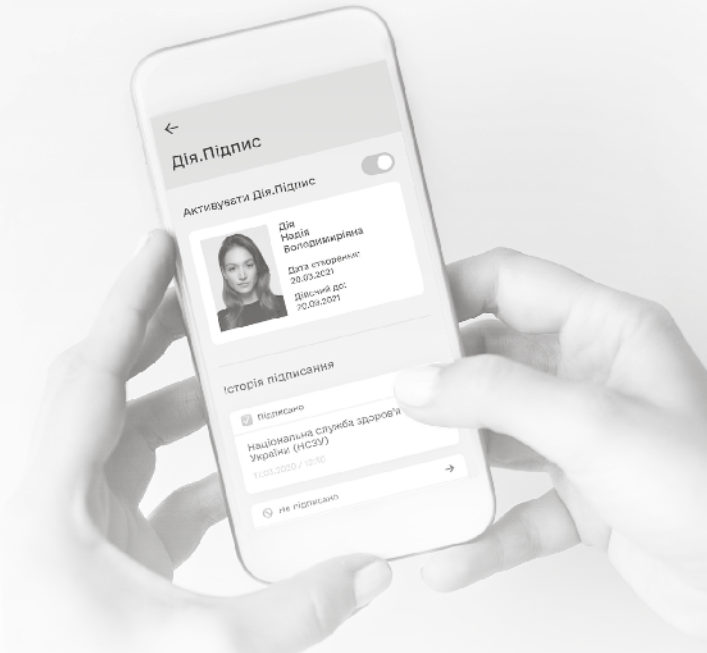 Дія.Підпис
Активувати Дія.Підпис
Дія
Надія
Володимирівна
Дата створення:
20.03.2021
Дійсний до:
20.09.2021
Історія підписання
Підписано
Національна служба здоров'я
України (НСЗУ)
Не підписано